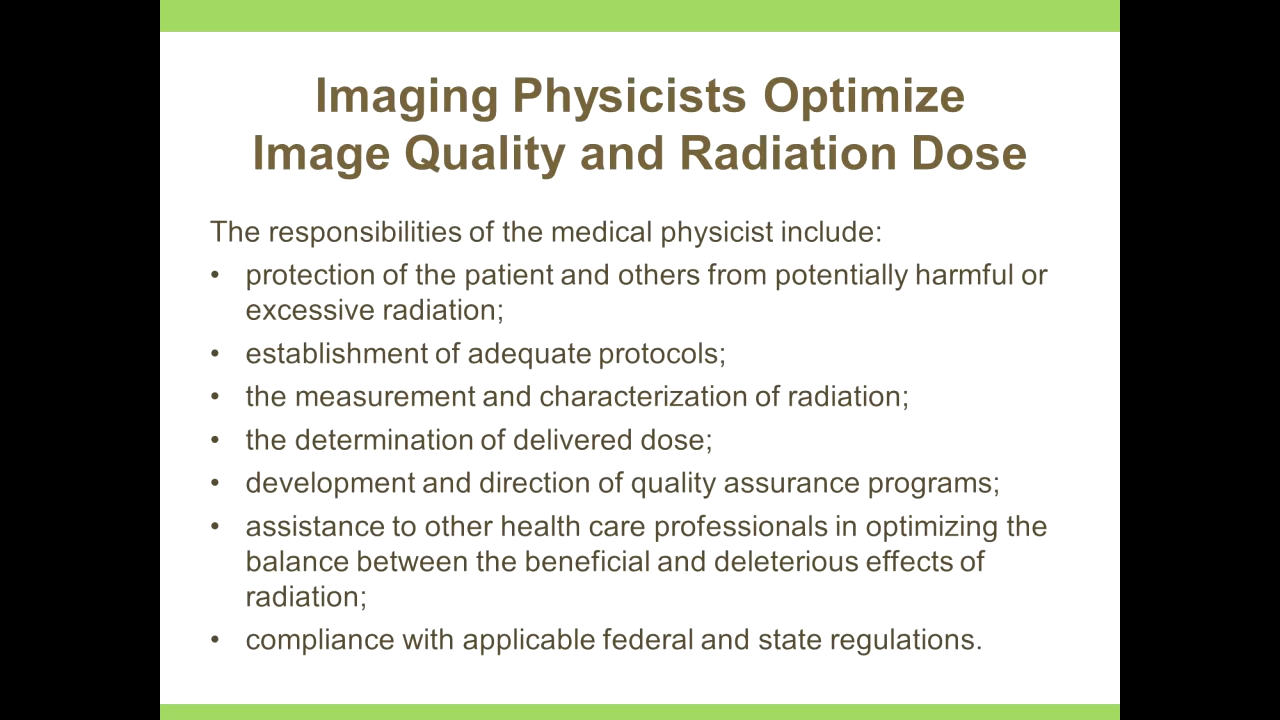 Imaging Physicists Optimize
Image Quality and Radiation Dose
The responsibilities of the medical physicist include:
• protection of the patient and others from potentially harmful or
excessive radiation;
• establishment of adequate protocols;
• the measurement and characterization of radiation;
• the determination of delivered dose;
• development and direction of quality assurance programs;
• assistance to other health care professionals in optimizing the
balance between the beneficial and deleterious effects of
radiation;
• compliance with applicable federal and state regulations.